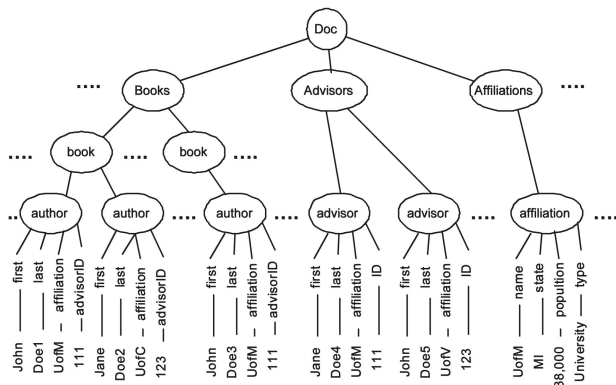 Doc
.... Books Advisors Affiliations ....
.... book .... book ....
.. author author .... author .... advisor advisor .... affiliation ....
first last affiliation advisorID
John Doe1 UofM 111
first last affiliation advisorID
Jane Doe2 UofC 123
first last affiliation advisorID
John Doe3 UofM 111
first last affiliation ID
Jane Doe4 UofM 111
first last affiliation ID
John Doe5 UofV 123
name state popultion type
UofM MI 38,000 University